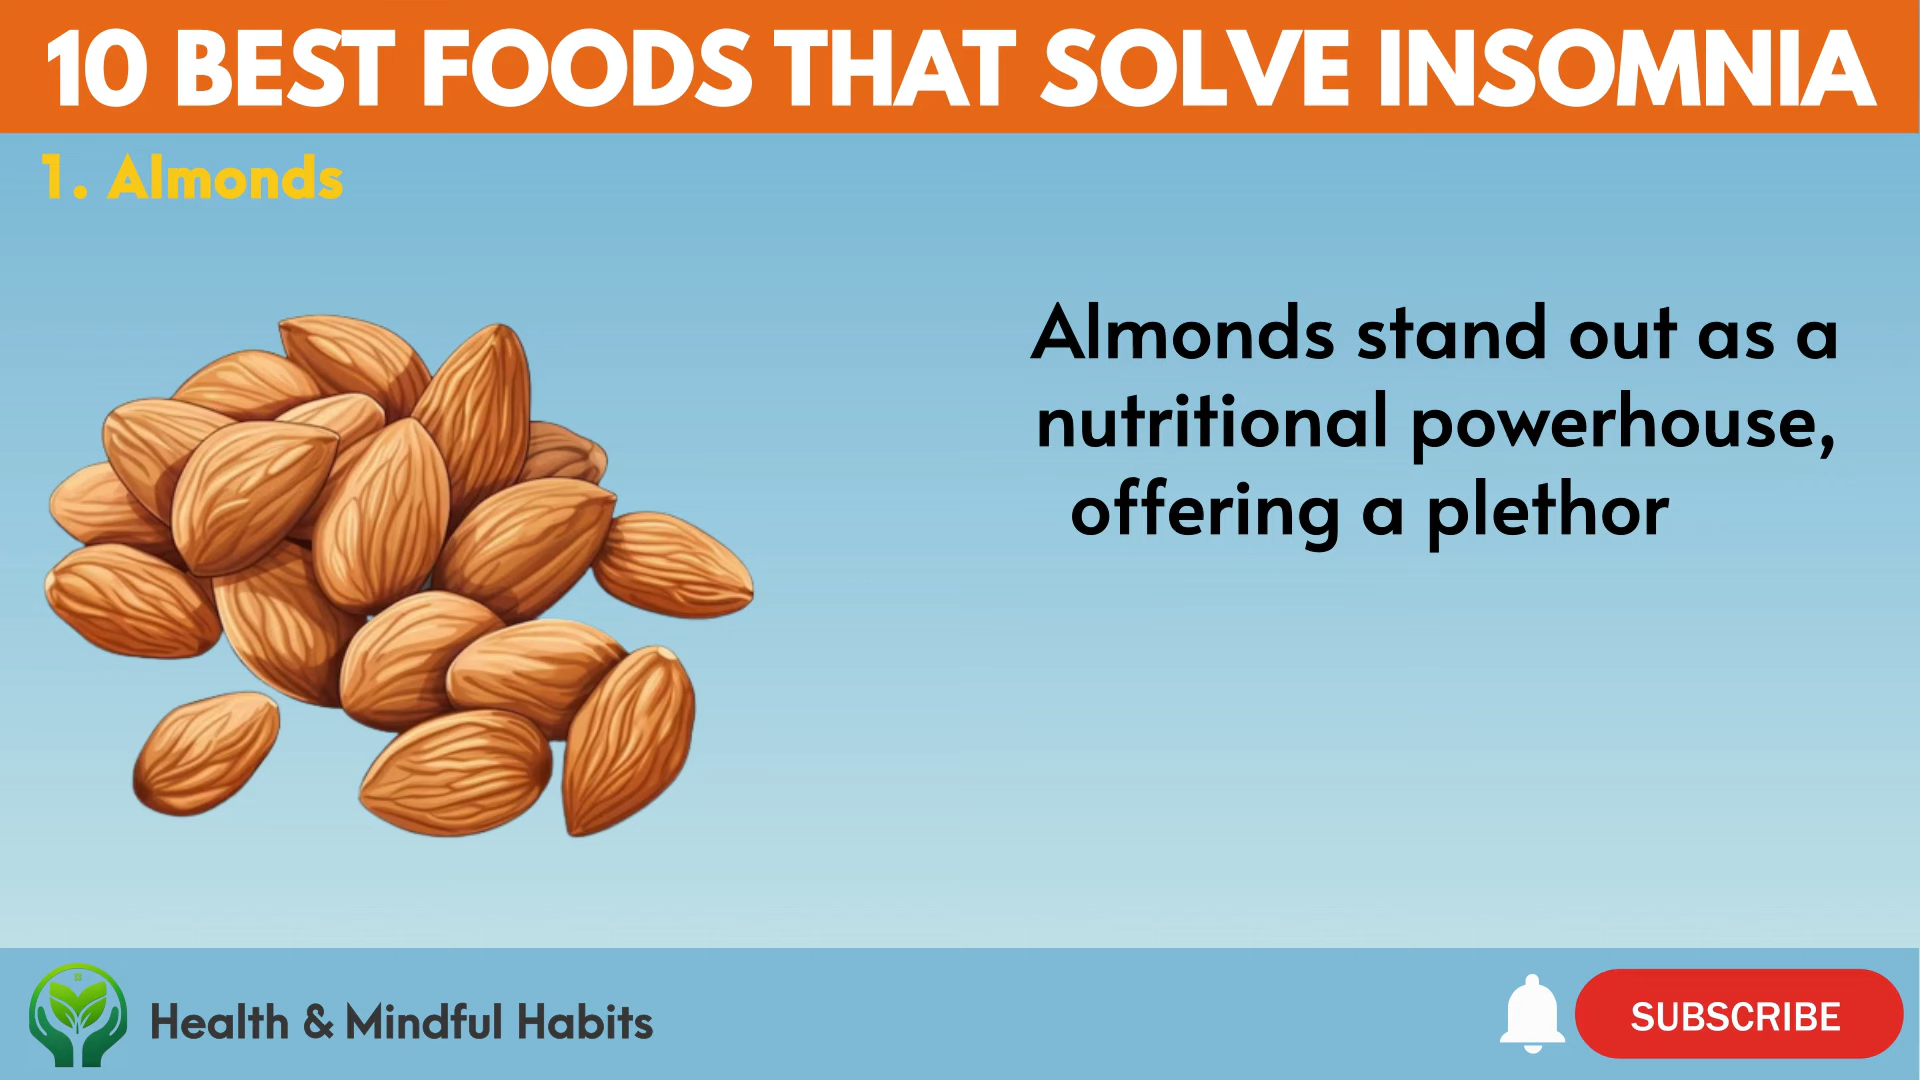 10 BEST FOODS THAT SOLVE INSOMNIA
1. Almonds
Almonds stand out as a
nutritional powerhouse,
offering a plethor
Health & Mindful Habits
SUBSCRIBE